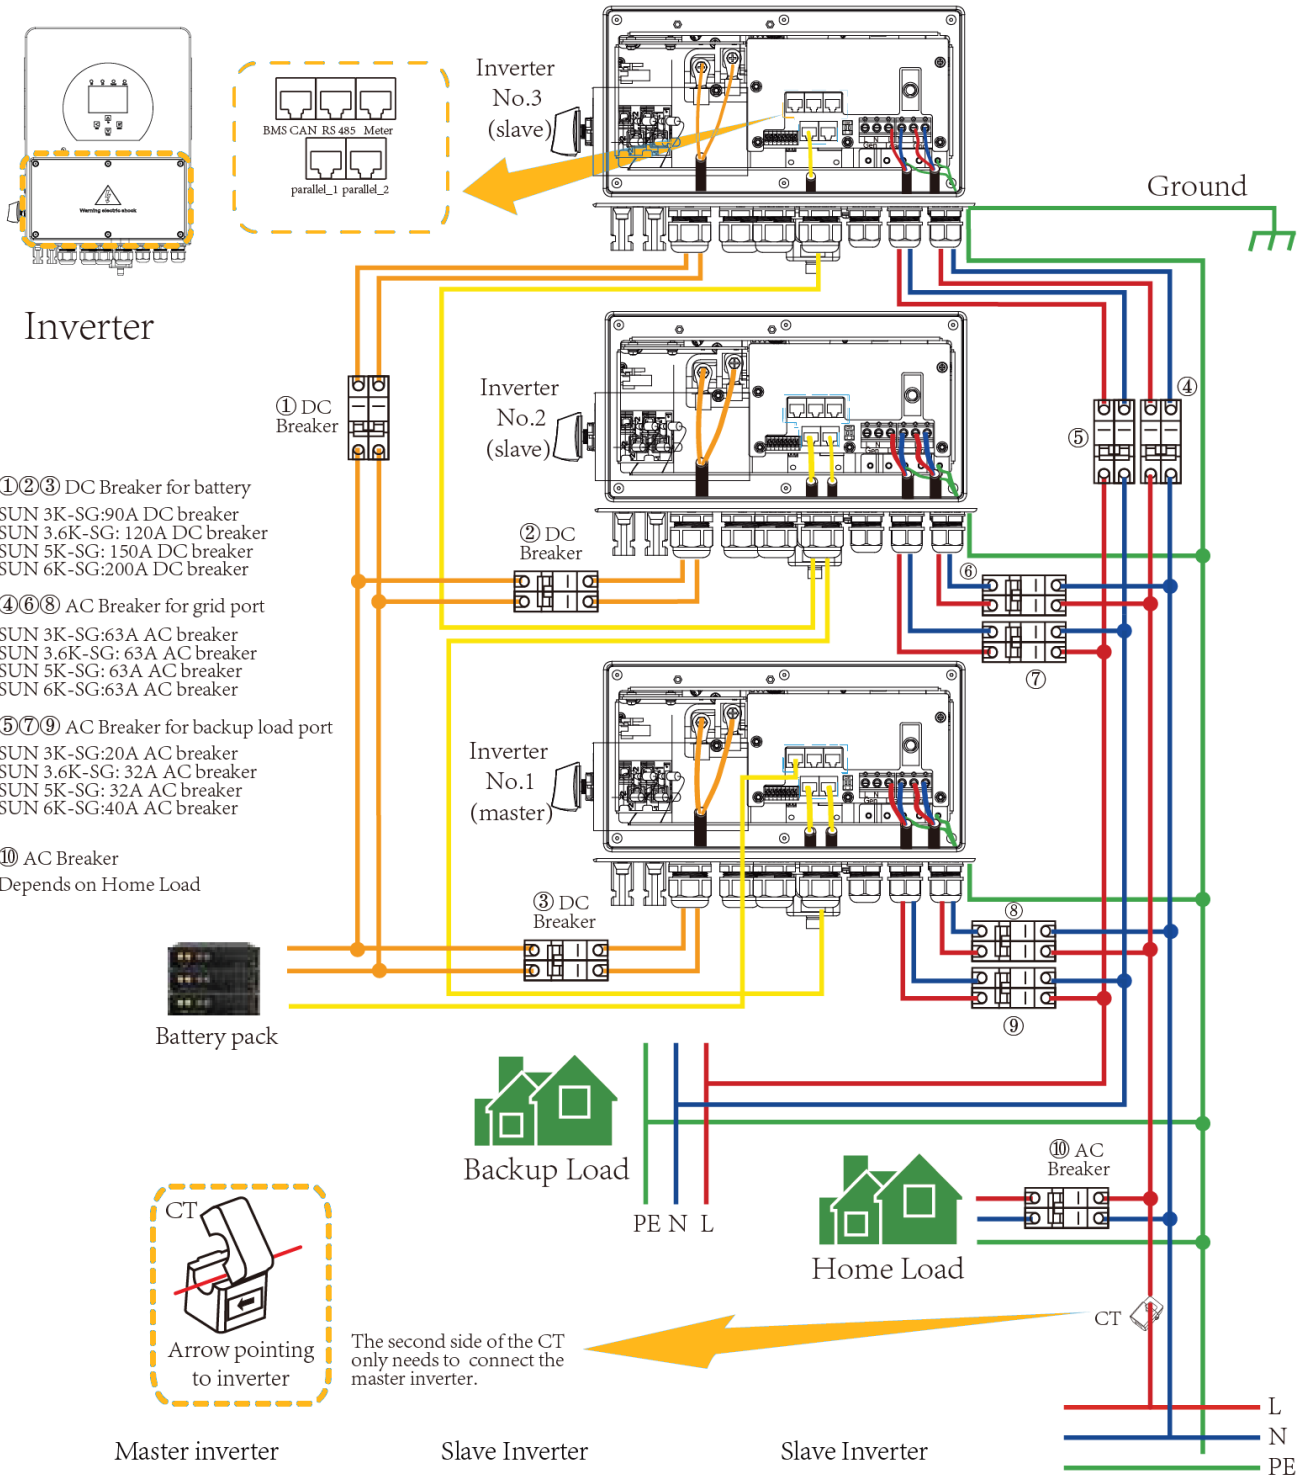 Warning electric shock
Inverter
BMS CAN RS 485 Meter
parallel_1 parallel_2
Inverter
No.3
(slave)
Ground
Inverter
No.2
(slave)
① DC
Breaker
④
⑤
② DC
Breaker
⑥
⑦
①②③ DC Breaker for battery
SUN 3K-SG:90A DC breaker
SUN 3.6K-SG: 120A DC breaker
SUN 5K-SG: 150A DC breaker
SUN 6K-SG:200A DC breaker
④⑥⑧ AC Breaker for grid port
SUN 3K-SG:63A AC breaker
SUN 3.6K-SG: 63A AC breaker
SUN 5K-SG: 63A AC breaker
SUN 6K-SG:63A AC breaker
⑤⑦⑨ AC Breaker for backup load port
SUN 3K-SG:20A AC breaker
SUN 3.6K-SG: 32A AC breaker
SUN 5K-SG: 32A AC breaker
SUN 6K-SG:40A AC breaker
⑩ AC Breaker
Depends on Home Load
Inverter
No.1
(master)
③ DC
Breaker
⑧
⑨
Battery pack
Backup Load
PE N L
⑩ AC
Breaker
Home Load
CT
CT
Arrow pointing
to inverter
The second side of the CT
only needs to connect the
master inverter.
L
N
PE
Master inverter
Slave Inverter
Slave Inverter